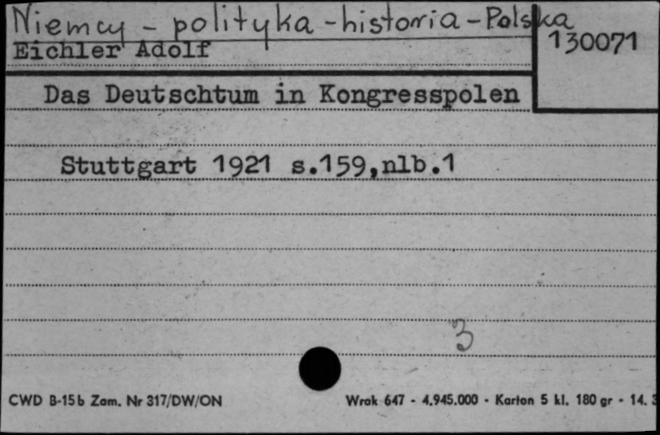 Niemcy - polityka - historia - Polska
Eichler Adolf
130071
Das Deutschtum in Kongresspolen
Stuttgart 1921 s.159,nlb.1
3
CWD B-15b Zam. Nr 317/DW/ON
Wrak 647 - 4.945.000 - Karton 5 kl. 180 gr - 14. 3